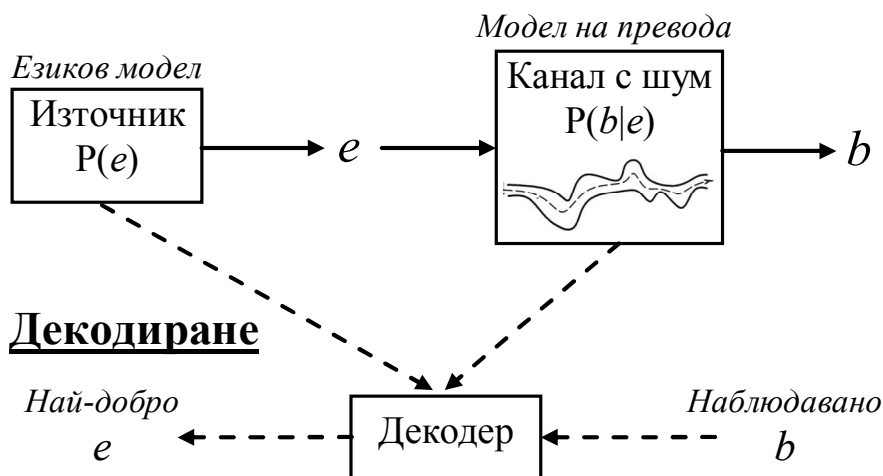 Модел на превода
Езиков модел
Източник
P(e)
e
Канал с шум
P(b|e)
b
Декодиране
Най-добро
e
Декодер
Наблюдавано
b